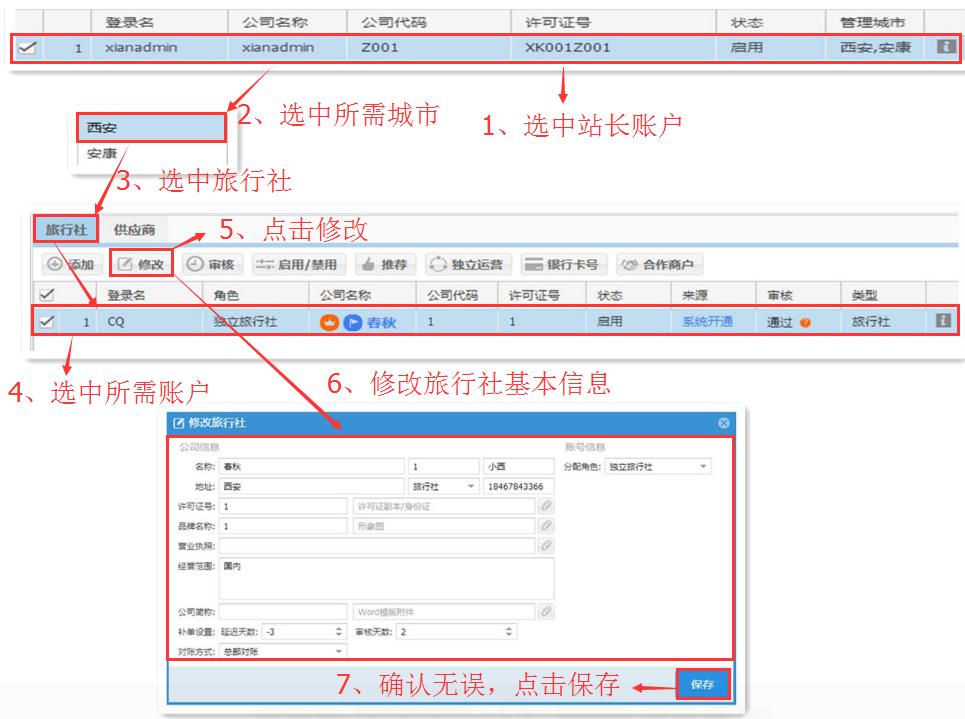 登录名 公司名称 公司代码 许可证号 状态 管理城市
1 xianadmin xianadmin Z001 XK001Z001 启用 西安,安康
2、选中所需城市
1、选中站长账户
西安
安康
3、选中旅行社
旅行社 供应商
5、点击修改
添加 修改 审核 启用/禁用 推荐 独立运营 银行卡号 合作商户
登录名 角色 公司名称 公司代码 许可证号 状态 来源 审核 类型
1 CQ 独立旅行社 春秋 1 1 启用 系统开通 通过 旅行社
4、选中所需账户
6、修改旅行社基本信息
修改旅行社
公司信息 账号信息
名称: 春秋 1 小西 分配角色: 独立旅行社
地址: 西安 旅行社 18467843366
许可证号: 1 许可证副本/身份证
品牌名称: 1 形象图
营业执照:
经营范围: 国内
公司简称: Word模版附件
补单设置: 延迟天数: -3 审核天数: 2
对账方式: 总部对账
7、确认无误，点击保存
保存